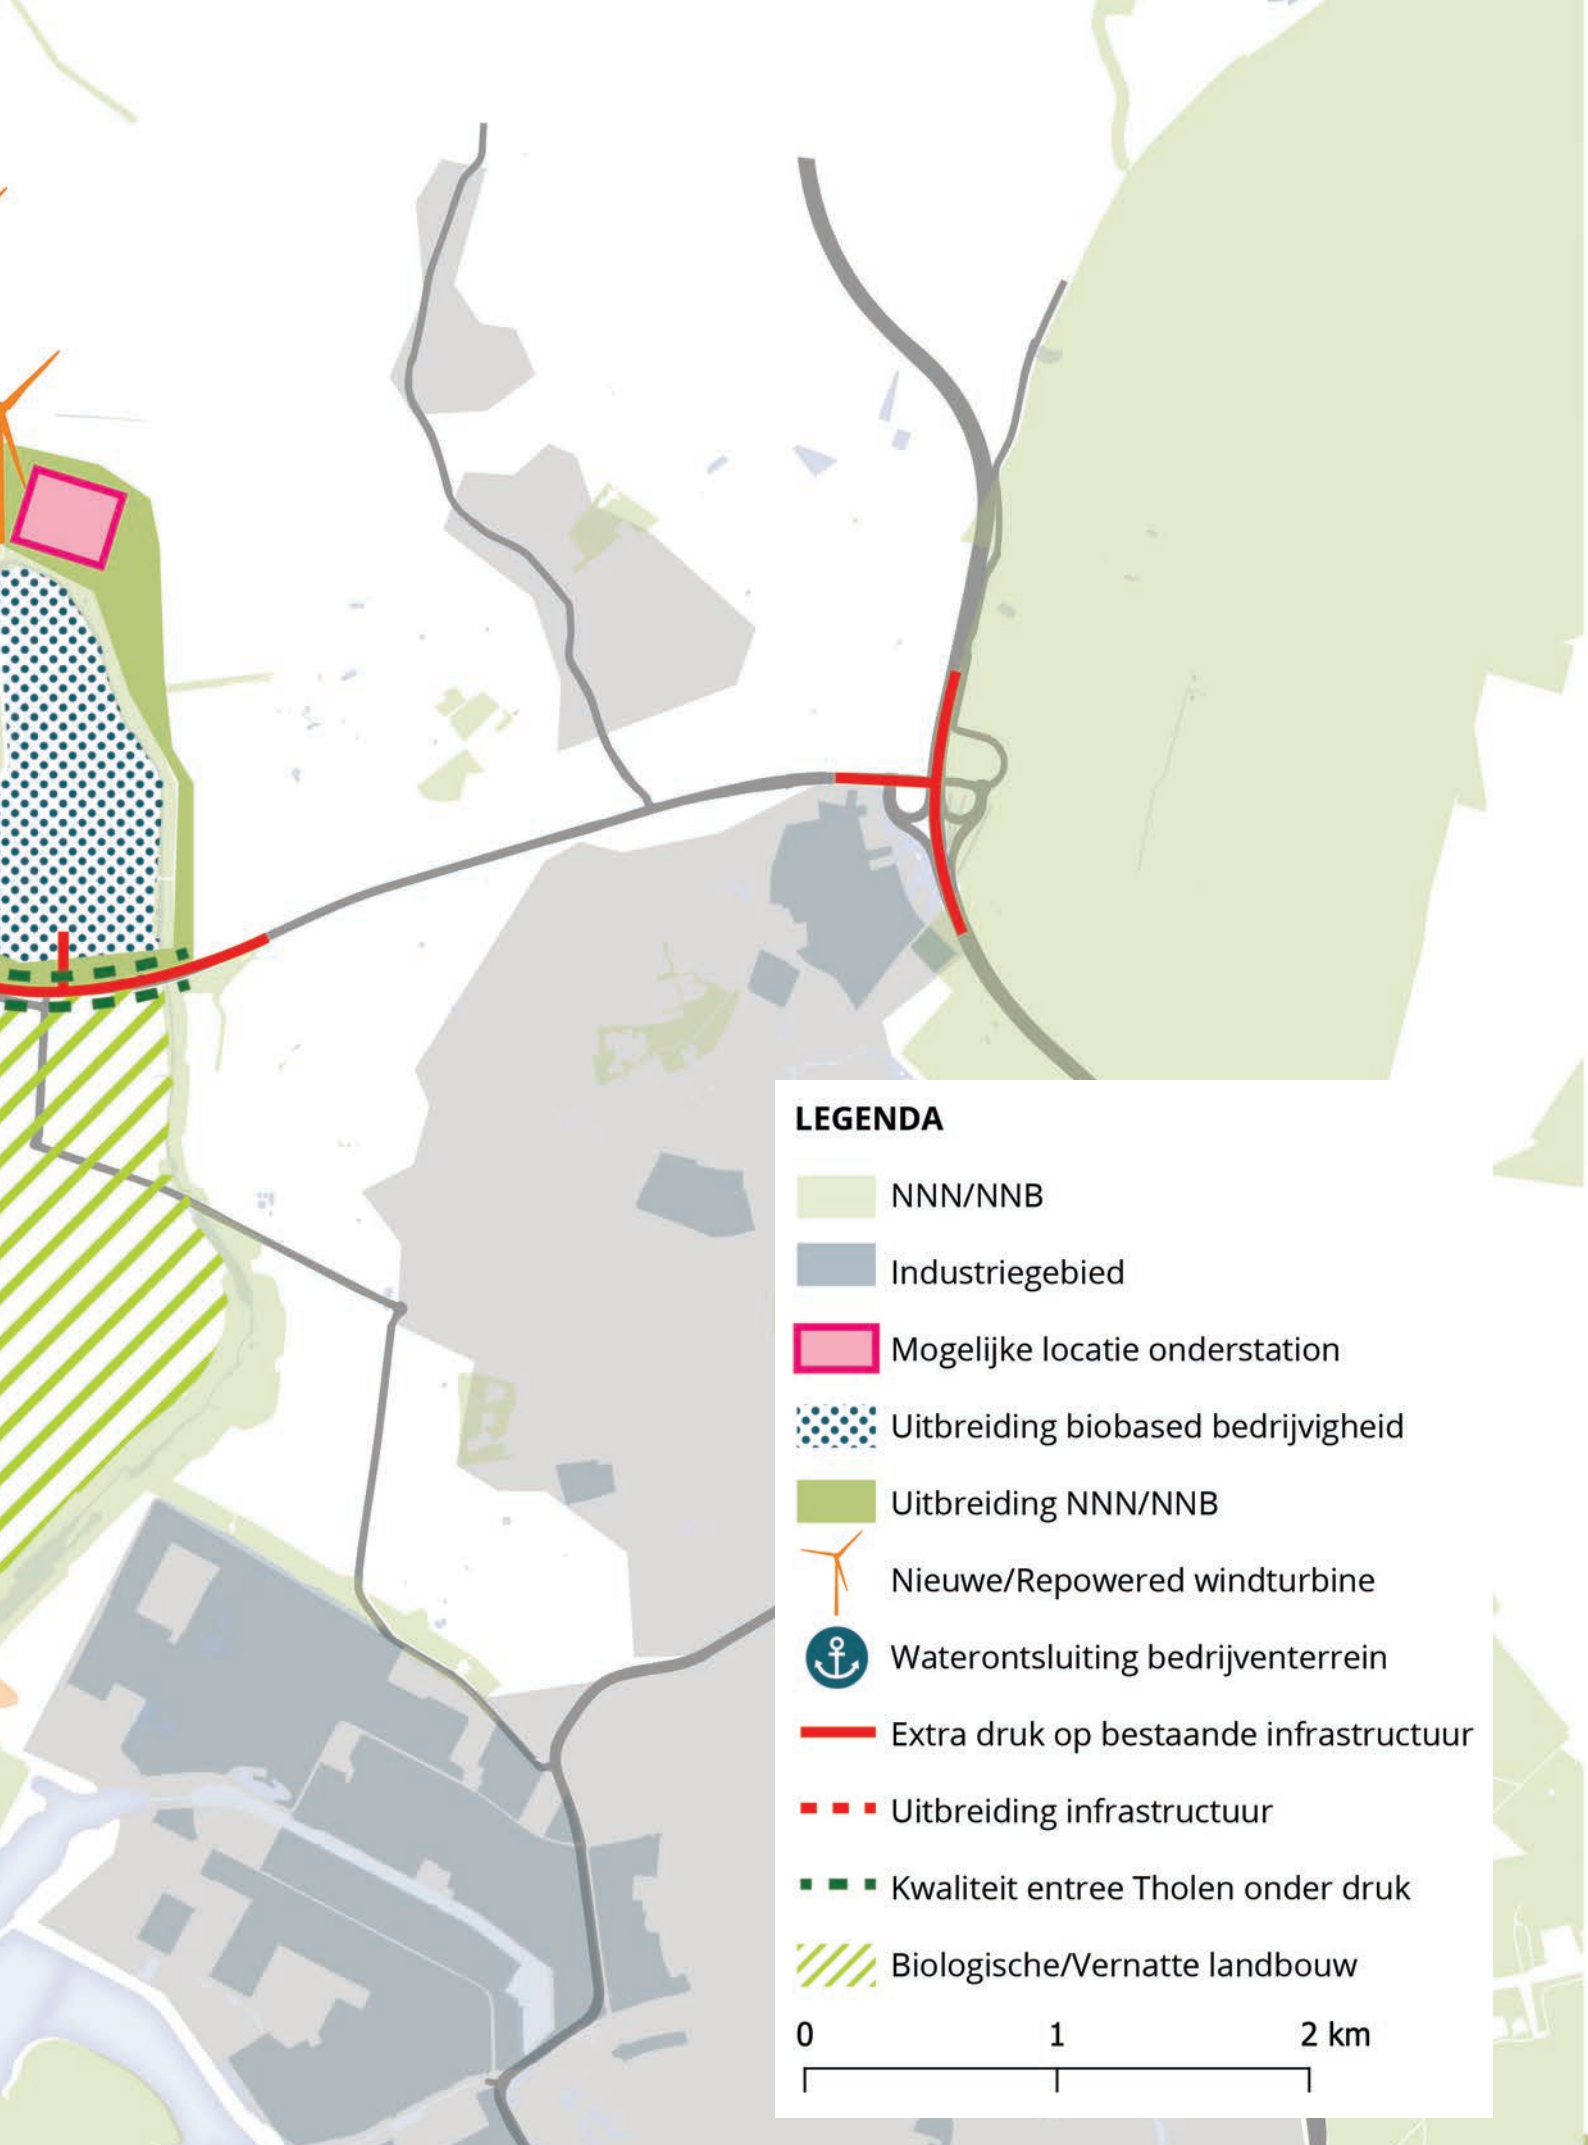 LEGENDA
NNN/NNB
Industriegebied
Mogelijke locatie onderstation
Uitbreiding biobased bedrijvigheid
Uitbreiding NNN/NNB
Nieuwe/Repowered windturbine
Waterontsluiting bedrijventerrein
Extra druk op bestaande infrastructuur
Uitbreiding infrastructuur
Kwaliteit entree Tholen onder druk
Biologische/Vernatte landbouw
0 1 2 km